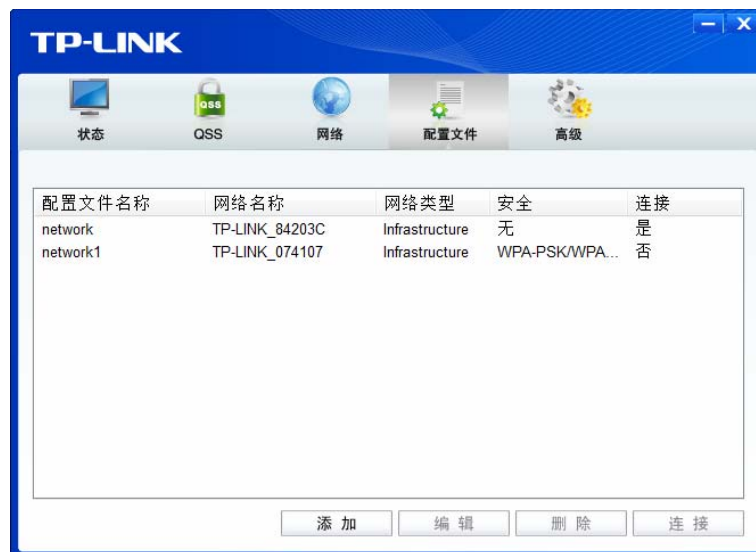 TP-LINK
QSS
状态 QSS 网络 配置文件 高级
配置文件名称 网络名称 网络类型 安全 连接
network TP-LINK_84203C Infrastructure 无 是
network1 TP-LINK_074107 Infrastructure WPA-PSK/WPA... 否
添加 编辑 删除 连接